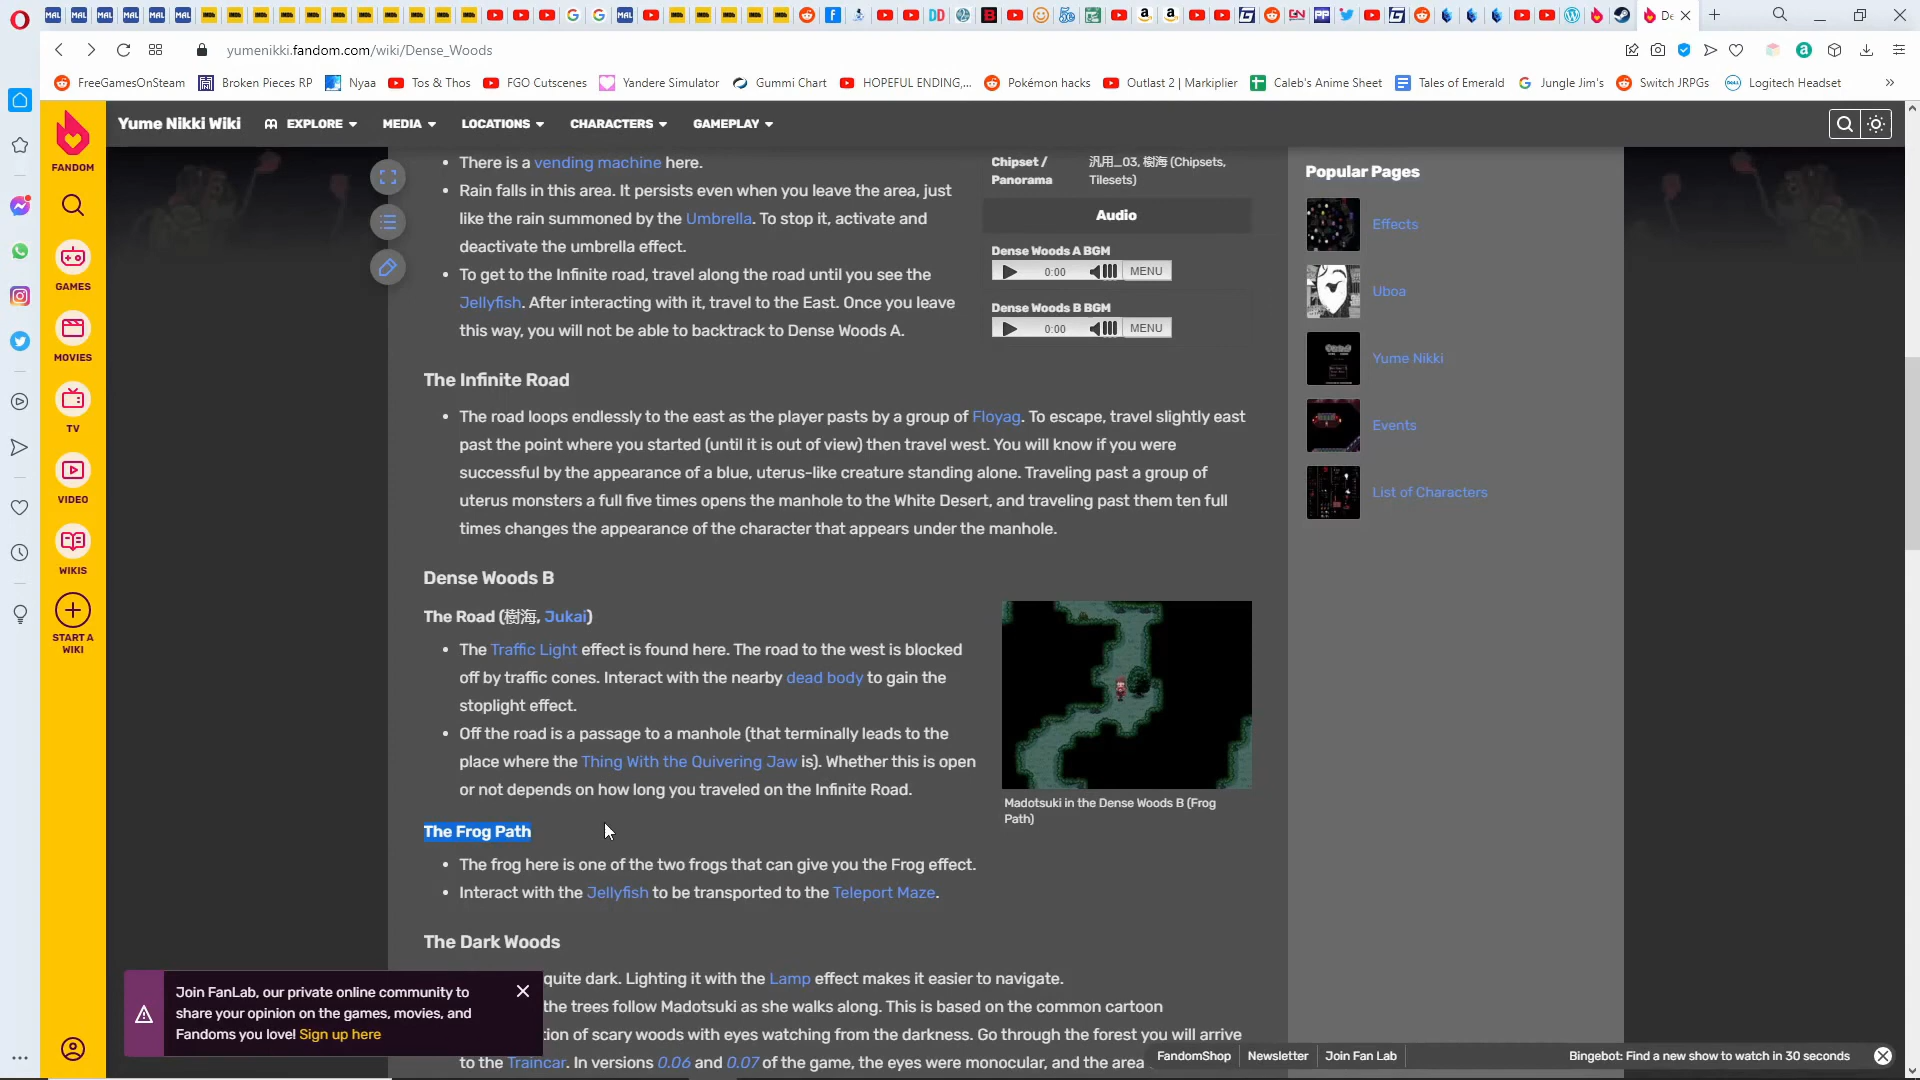 yumenikki.fandom.com/wiki/Dense_Woods
FreeGamesOnSteam
Broken Pieces RP
Nyaa
Tos & Thos
FGO Cutscenes
Yandere Simulator
Gummi Chart
HOPEFUL ENDING,...
Pokémon hacks
Outlast 2 | Markiplier
Caleb's Anime Sheet
Tales of Emerald
Jungle Jim's
Switch JRPGs
Logitech Headset
FANDOM
GAMES
MOVIES
TV
VIDEO
WIKIS
START A
WIKI
Yume Nikki Wiki
EXPLORE
MEDIA
LOCATIONS
CHARACTERS
GAMEPLAY
There is a vending machine here.
Rain falls in this area. It persists even when you leave the area, just
like the rain summoned by the Umbrella. To stop it, activate and
deactivate the umbrella effect.
To get to the Infinite road, travel along the road until you see the
Jellyfish. After interacting with it, travel to the East. Once you leave
this way, you will not be able to backtrack to Dense Woods A.
Chipset / Panorama
汎用_03, 樹海 (Chipsets, Tilesets)
Audio
Dense Woods A BGM
0:00 MENU
Dense Woods B BGM
0:00 MENU
The Infinite Road
The road loops endlessly to the east as the player pasts by a group of Floyag. To escape, travel slightly east
past the point where you started (until it is out of view) then travel west. You will know if you were
successful by the appearance of a blue, uterus-like creature standing alone. Traveling past a group of
uterus monsters a full five times opens the manhole to the White Desert, and traveling past them ten full
times changes the appearance of the character that appears under the manhole.
Dense Woods B
The Road (樹海, Jukai)
The Traffic Light effect is found here. The road to the west is blocked
off by traffic cones. Interact with the nearby dead body to gain the
stoplight effect.
Off the road is a passage to a manhole (that terminally leads to the
place where the Thing With the Quivering Jaw is). Whether this is open
or not depends on how long you traveled on the Infinite Road.
Madotsuki in the Dense Woods B (Frog
Path)
The Frog Path
The frog here is one of the two frogs that can give you the Frog effect.
Interact with the Jellyfish to be transported to the Teleport Maze.
The Dark Woods
quite dark. Lighting it with the Lamp effect makes it easier to navigate.
the trees follow Madotsuki as she walks along. This is based on the common cartoon
ion of scary woods with eyes watching from the darkness. Go through the forest you will arrive
to the Traincar. In versions 0.06 and 0.07 of the game, the eyes were monocular, and the area
Popular Pages
Effects
Uboa
Yume Nikki
Events
List of Characters
Join FanLab, our private online community to
share your opinion on the games, movies, and
Fandoms you love! Sign up here
FandomShop
Newsletter
Join Fan Lab
Bingebot: Find a new show to watch in 30 seconds